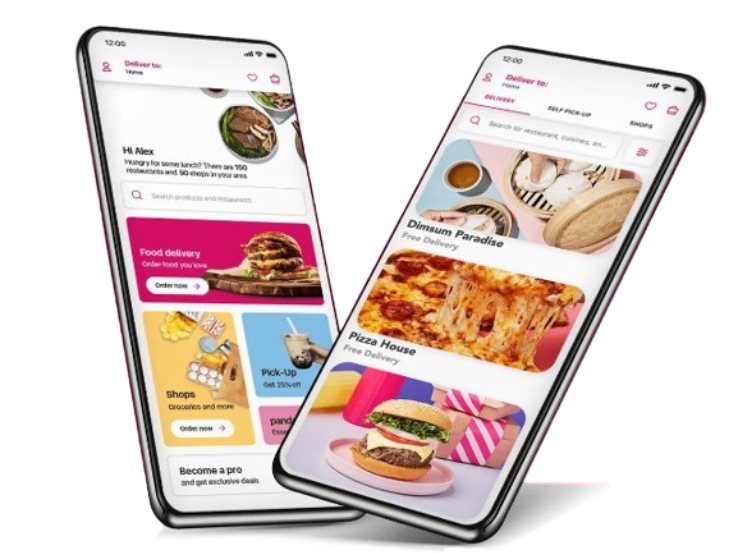 12:00
Deliver to:
Home
Hi Alex
Hungry for some lunch? There are 150
restaurants and 90 shops in your area
Search products and restaurants
Food delivery
Order food you love
Order now
Shops
Groceries and more
Order now
Pick-Up
Get 25% off
pand
Esse
Become a pro
and get exclusive deals
12:00
Deliver to:
Home
DELIVERY
SELF PICK-UP
SHOPS
Search for restaurant, cuisines, an...
Dimsum Paradise
Free Delivery
Pizza House
Free Delivery